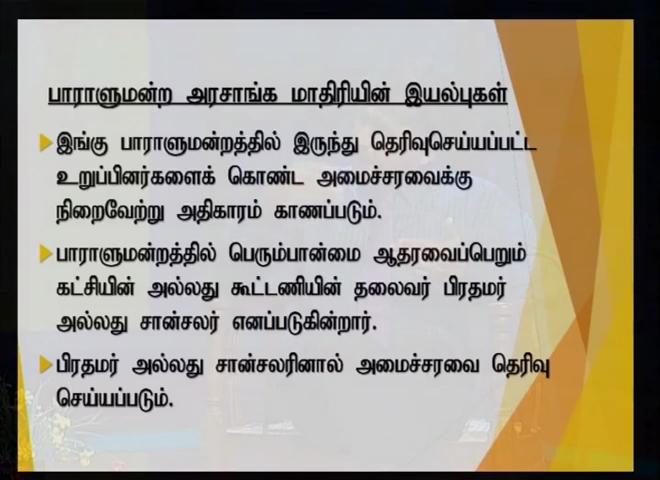 பாராளுமன்ற அரசாங்க மாதிரியின் இயல்புகள்
இங்கு பாராளுமன்றத்தில் இருந்து தெரிவுசெய்யப்பட்ட
உறுப்பினர்களைக் கொண்ட அமைச்சரவைக்கு
நிறைவேற்று அதிகாரம் காணப்படும்.
பாராளுமன்றத்தில் பெரும்பான்மை ஆதரவைப்பெறும்
கட்சியின் அல்லது கூட்டணியின் தலைவர் பிரதமர்
அல்லது சான்சலர் எனப்படுகின்றார்.
பிரதமர் அல்லது சான்சலரினால் அமைச்சரவை தெரிவு
செய்யப்படும்.